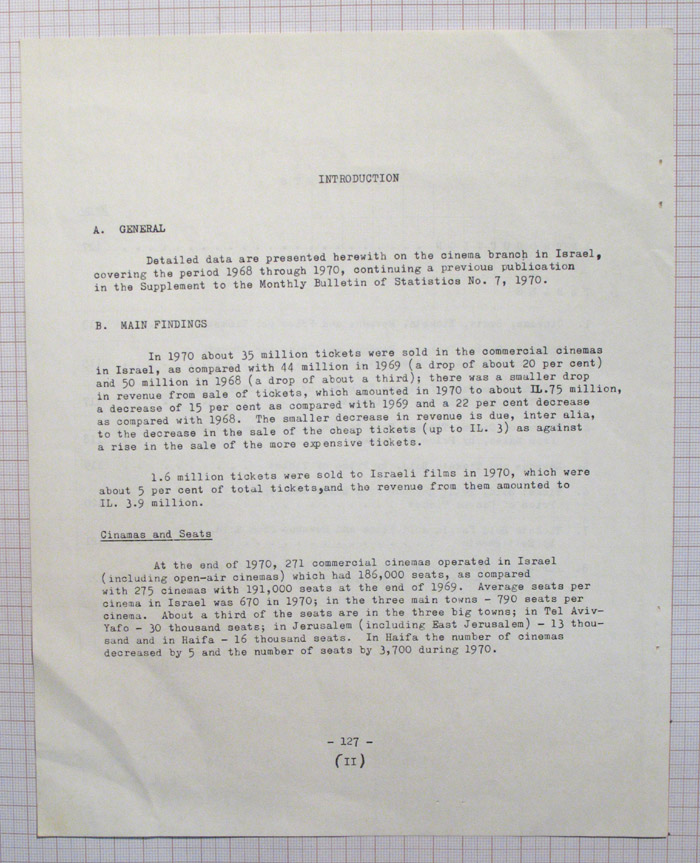 INTRODUCTION
A. GENERAL
Detailed data are presented herewith on the cinema branch in Israel,
covering the period 1968 through 1970, continuing a previous publication
in the Supplement to the Monthly Bulletin of Statistics No. 7, 1970.
B. MAIN FINDINGS
In 1970 about 35 million tickets were sold in the commercial cinemas
in Israel, as compared with 44 million in 1969 (a drop of about 20 per cent)
and 50 million in 1968 (a drop of about a third); there was a smaller drop
in revenue from sale of tickets, which amounted in 1970 to about IL.75 million,
a decrease of 15 per cent as compared with 1969 and a 22 per cent decrease
as compared with 1968. The smaller decrease in revenue is due, inter alia,
to the decrease in the sale of the cheap tickets (up to IL. 3) as against
a rise in the sale of the more expensive tickets.
1.6 million tickets were sold to Israeli films in 1970, which were
about 5 per cent of total tickets,and the revenue from them amounted to
IL. 3.9 million.
Cinamas and Seats
At the end of 1970, 271 commercial cinemas operated in Israel
(including open-air cinemas) which had 186,000 seats, as compared
with 275 cinemas with 191,000 seats at the end of 1969. Average seats per
cinema in Israel was 670 in 1970; in the three main towns - 790 seats per
cinema. About a third of the seats are in the three big towns; in Tel Aviv-
Yafo - 30 thousand seats; in Jerusalem (including East Jerusalem) - 13 thou-
sand and in Haifa - 16 thousand seats. In Haifa the number of cinemas
decreased by 5 and the number of seats by 3,700 during 1970.
- 127 -
(II)